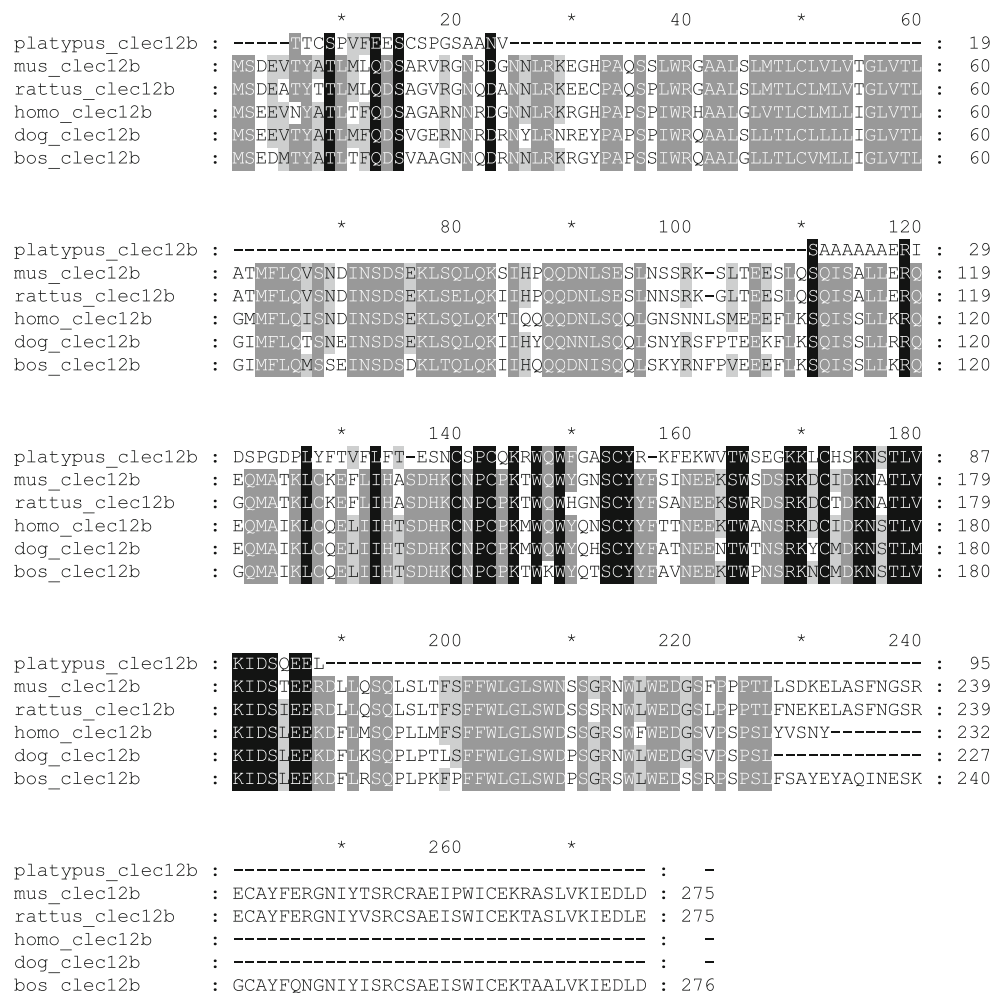 * 20 * 40 * 60
platypus_clec12b : -----TTCSPVFEESCSPGSAANV------------------------------------ : 19
mus_clec12b : MSDEVTYATLMLQDSARVRGNRDGNNLRKEGHPAQSSLWRGAALSLMTLCLVLVTGLVTL : 60
rattus_clec12b : MSDEATYTTLMLQDSAGVRGNQDGNNLRKEECPAQSPLWRGAALSLMTLCLMLVTGLVTL : 60
homo_clec12b : MSEEVNYATLTFQDSAGARNNRDGNNLRKRGHPAPSPIWRHAALGLVTLCLMLLIGLVTL : 60
dog_clec12b : MSEEVTYATLMFQDSVGERNNRDRNYLRNREYPAPSPIWRQAALGLLTLCLLLLIGLVTL : 60
bos_clec12b : MSEDMTYATLTFQDSVAAGNNQDRNNLRKRGYPAPSSIWRQAALGLLTLCVMLLIGLVTL : 60
* 80 * 100 * 120
platypus_clec12b : --------------------------------------------------SAAAAAAERI : 29
mus_clec12b : ATMFLQVSNDINSDSEKLSQLQKSIHPQQDNLSESLNSSRK-SLTEESLQSQISALLERQ : 119
rattus_clec12b : ATMFLQVSNDINSDSEKLSELQKIIHPQQDNLSESLNNSRK-GLTEESLQSQISALLERQ : 119
homo_clec12b : GMMFLQISNDINSDSEKLSQLQKTIQQQQDNLSQQLGNSNNLSMEEEFLKSQISSLLKRQ : 120
dog_clec12b : GIMFLQTSNEINSDSEKLSQLQKIIHYQQNNLSQQLSNYRSFPTEEKFLKSQISSLLRRQ : 120
bos_clec12b : GIMFLQMSSEINSDSDKLTQLQKIIHQQQDNISQQLSKYRNFPVEEEFLKSQISSLLKRQ : 120
* 140 * 160 * 180
platypus_clec12b : DSPGDPLYFTVFLFT-ESNCSPCQKRWQWFGASCYR-KFEKWVTWSEGKKLCHSKNSTLV : 87
mus_clec12b : EQMATKLCKEFLIHASDHKCNPCPKTWQWYGNSCYYFSINEEKSWSDSRKDCIDKNATLV : 179
rattus_clec12b : GQMATKLCKEFLIHASDHKCNPCPKTWQWHGNSCYYFSINEEKSWRDSRKDCTDKNATLV : 179
homo_clec12b : EQMAIKLCQELIIHTSDHRCNPCPKMWQWYQNSCYYFTTNEEKTWANSRKDCIDKNSTLV : 180
dog_clec12b : EQMAIKLCQELIIHTSDHKCNPCPKMWQWYQHSCYYFATNEENTWTNSRKYCMDKNSTLM : 180
bos_clec12b : GQMAIKLCQELIIHTSDHKCNPCPKTWKWYQTSCYYFAVNEEKTWPNSRKNCMDKNSTLV : 180
* 200 * 220 * 240
platypus_clec12b : KIDSQEEL---------------------------------------------------- : 95
mus_clec12b : KIDSTEERDLLQSQLSLTFSFFWLGLSWNSSGRNWLWEDGSFPPPTLLSDKELASFNGSR : 239
rattus_clec12b : KIDSIEERDLLQSQLSLTFSFFWLGLSWDSSSRNWLWEDGSLPPPTLFNEKELASFNGSR : 239
homo_clec12b : KIDSLEEKDFLMSQPLLMFSFFWLGLSWDSSGRSWFWEDGSVPSPSLYVSNY-------- : 232
dog_clec12b : KIDSLEEKDFLKSQPLPTLSFFWLGLSWDPSGRSWLWEDGSVPSPSL------------- : 227
bos_clec12b : KIDSLEEKDFLRSQPLPKFPFFWLGLSWDPSGRSWLWEDSSRPSPSLFSAYEYAQINESK : 240
* 260 *
platypus_clec12b : ------------------------------------ : -
mus_clec12b : ECAYFERGNIYTSRCRAEIPWICEKRASLVKIEDLD : 275
rattus_clec12b : ECAYFERGNIYVSRCSAEISWICEKTASLVKIEDLE : 275
homo_clec12b : ------------------------------------ : -
dog_clec12b : ------------------------------------ : -
bos_clec12b : GCAYFQNGNIYISRCSAEISWICEKTAALVKIEDLD : 276